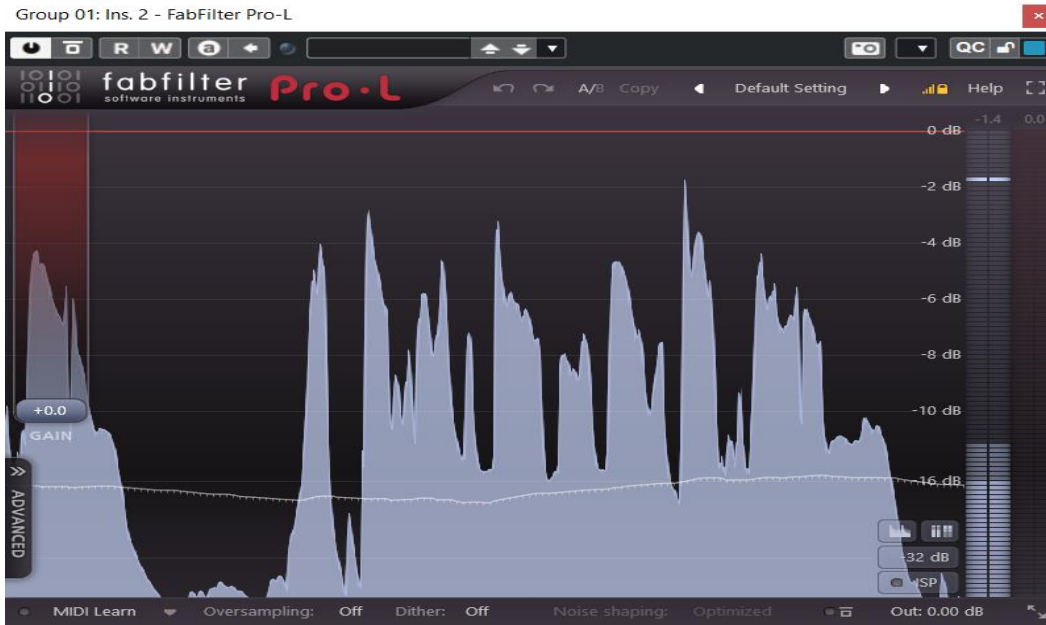 Group 01: Ins. 2 - FabFilter Pro-L
R W a QC
fabfilter Pro·L A/B Copy Default Setting Help
software instruments
-1.4 0.0
0 dB
-2 dB
-4 dB
-6 dB
-8 dB
+0.0 -10 dB
GAIN
-16 dB
ADVANCED
-32 dB
ISP
MIDI Learn Oversampling: Off Dither: Off Noise shaping: Optimized Out: 0.00 dB